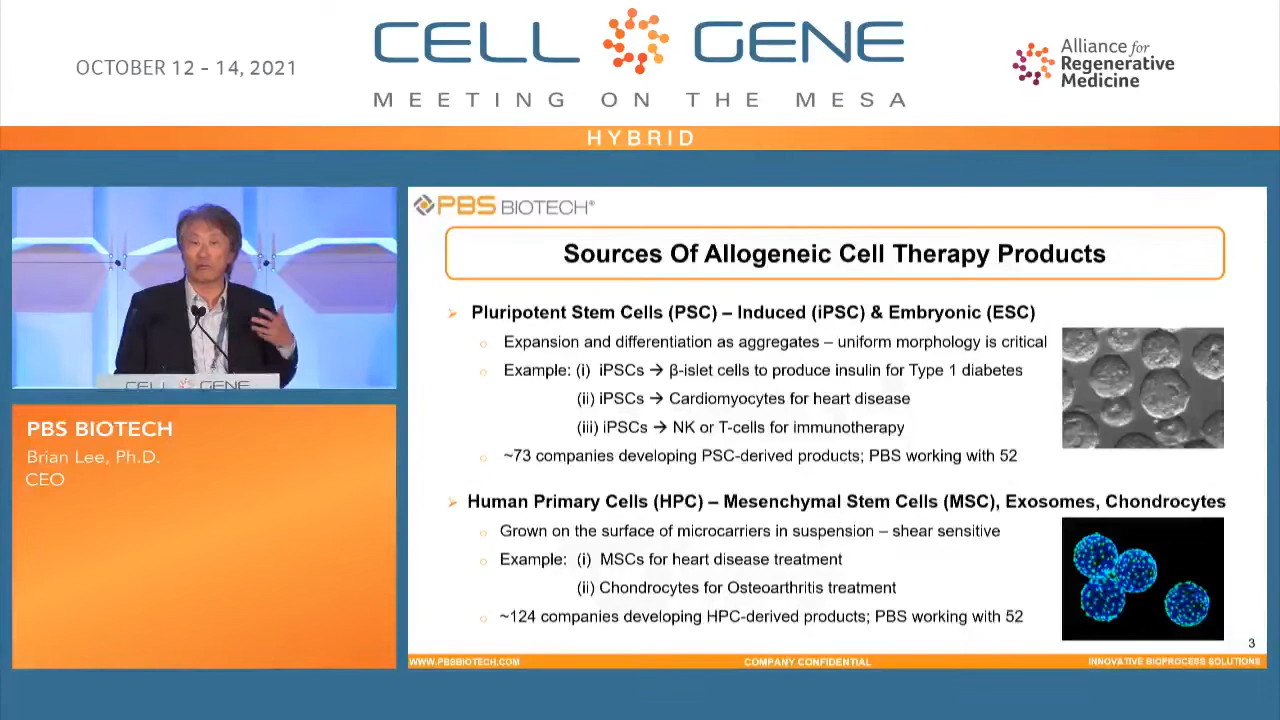 OCTOBER 12 - 14, 2021
CELL GENE
MEETING ON THE MESA
Alliance for
Regenerative
Medicine
HYBRID
CELL GENE
PBS BIOTECH
Brian Lee, Ph.D.
CEO
PBS BIOTECH®
Sources Of Allogeneic Cell Therapy Products
➢ Pluripotent Stem Cells (PSC) – Induced (iPSC) & Embryonic (ESC)
○ Expansion and differentiation as aggregates – uniform morphology is critical
○ Example: (i) iPSCs → β-islet cells to produce insulin for Type 1 diabetes
(ii) iPSCs → Cardiomyocytes for heart disease
(iii) iPSCs → NK or T-cells for immunotherapy
○ ~73 companies developing PSC-derived products; PBS working with 52
➢ Human Primary Cells (HPC) – Mesenchymal Stem Cells (MSC), Exosomes, Chondrocytes
○ Grown on the surface of microcarriers in suspension – shear sensitive
○ Example: (i) MSCs for heart disease treatment
(ii) Chondrocytes for Osteoarthritis treatment
○ ~124 companies developing HPC-derived products; PBS working with 52
3
WWW.PBSBIOTECH.COM COMPANY CONFIDENTIAL INNOVATIVE BIOPROCESS SOLUTIONS